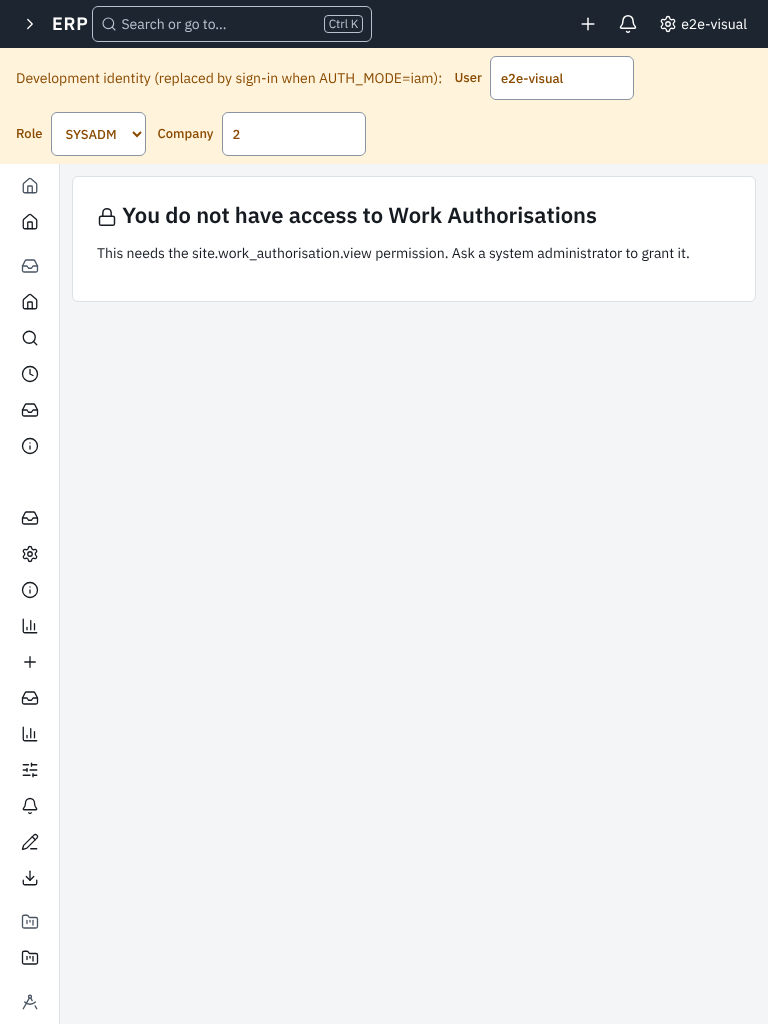 ERP Search or go to... Ctrl K e2e-visual
Development identity (replaced by sign-in when AUTH_MODE=iam): User e2e-visual
Role SYSADM Company 2
You do not have access to Work Authorisations
This needs the site.work_authorisation.view permission. Ask a system administrator to grant it.